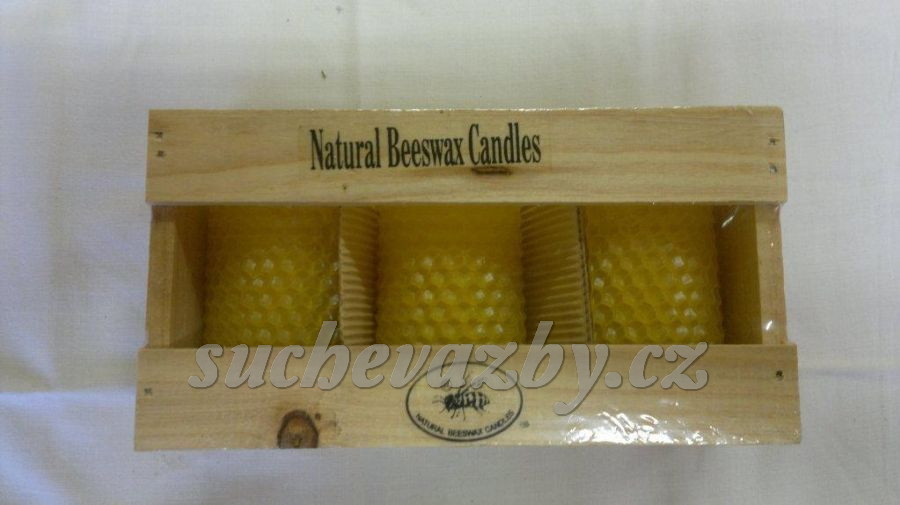 Natural Beeswax Candles
suchevazby.cz
NATURAL BEESWAX CANDLES